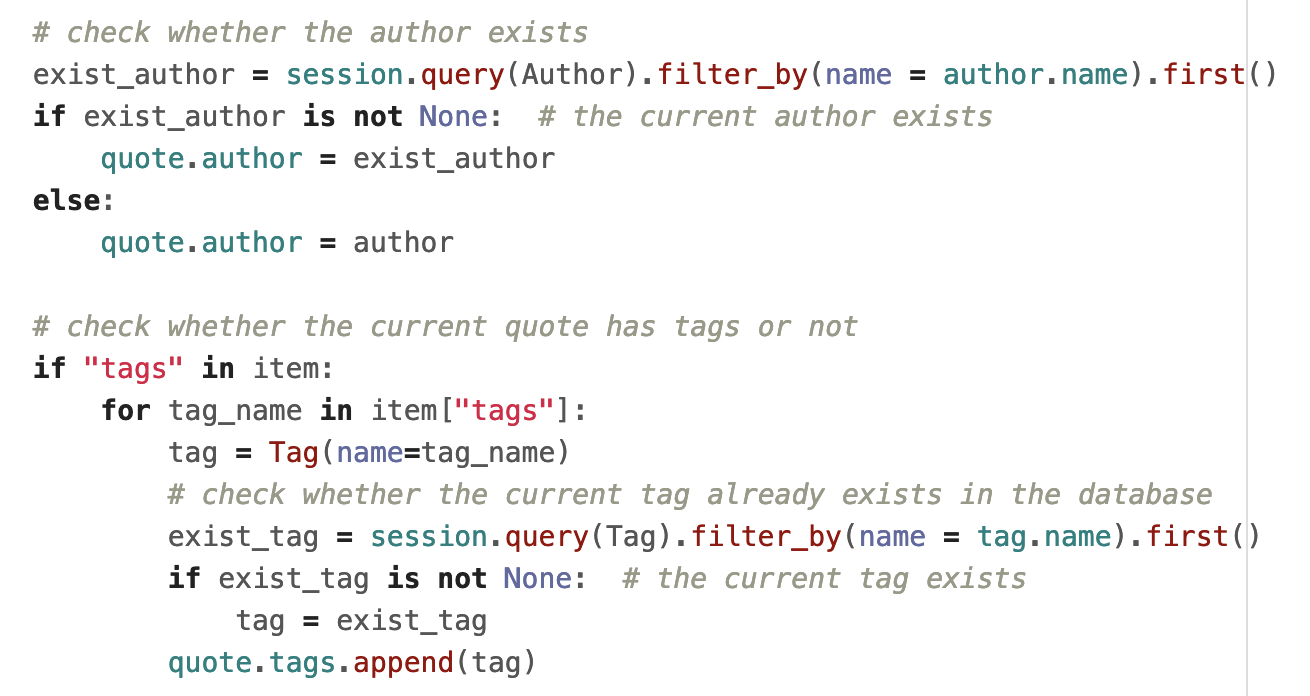 # check whether the author exists
exist_author = session.query(Author).filter_by(name = author.name).first()
if exist_author is not None:  # the current author exists
    quote.author = exist_author
else:
    quote.author = author

# check whether the current quote has tags or not
if "tags" in item:
    for tag_name in item["tags"]:
        tag = Tag(name=tag_name)
        # check whether the current tag already exists in the database
        exist_tag = session.query(Tag).filter_by(name = tag.name).first()
        if exist_tag is not None:  # the current tag exists
            tag = exist_tag
        quote.tags.append(tag)